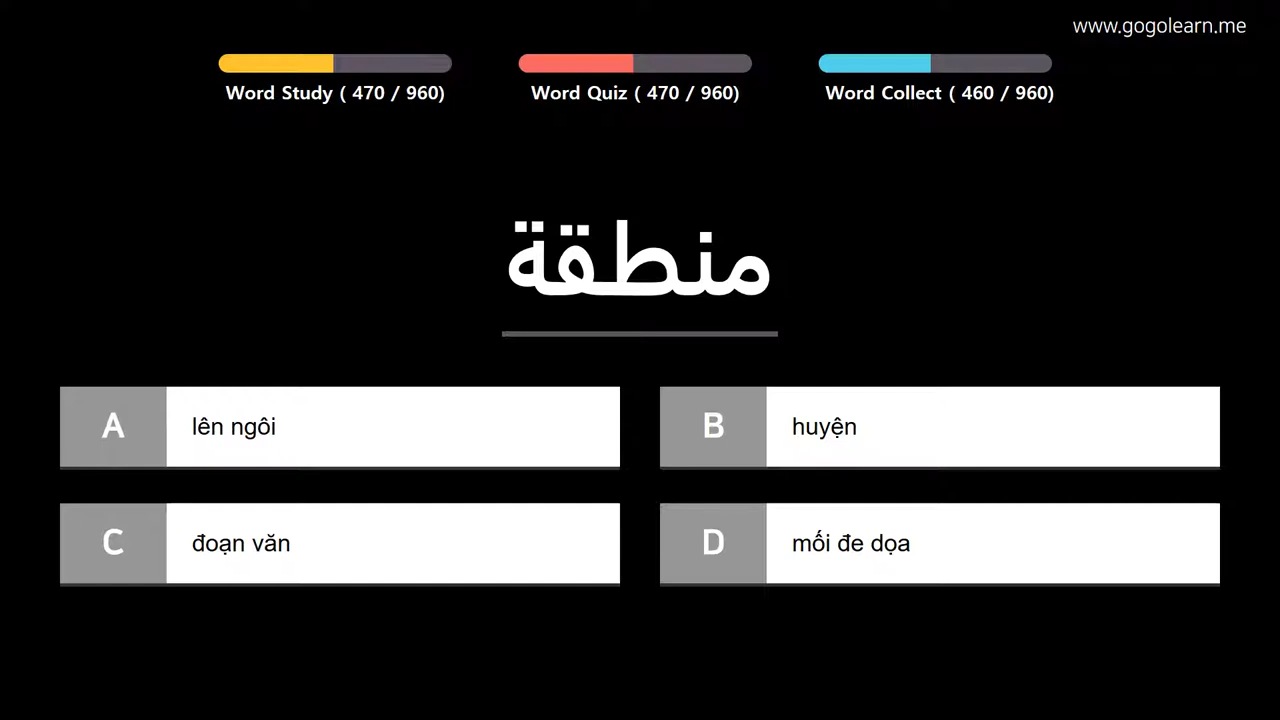 www.gogolearn.me
Word Study ( 470 / 960)
Word Quiz ( 470 / 960)
Word Collect ( 460 / 960)
منطقة
A lên ngôi
B huyện
C đoạn văn
D mối đe dọa